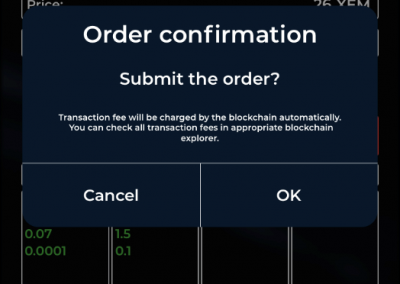 Price: 26 YEM
Order confirmation
Submit the order?
Transaction fee will be charged by the blockchain automatically.
You can check all transaction fees in appropriate blockchain
explorer.
Cancel OK
0.07 1.5
0.0001 0.1